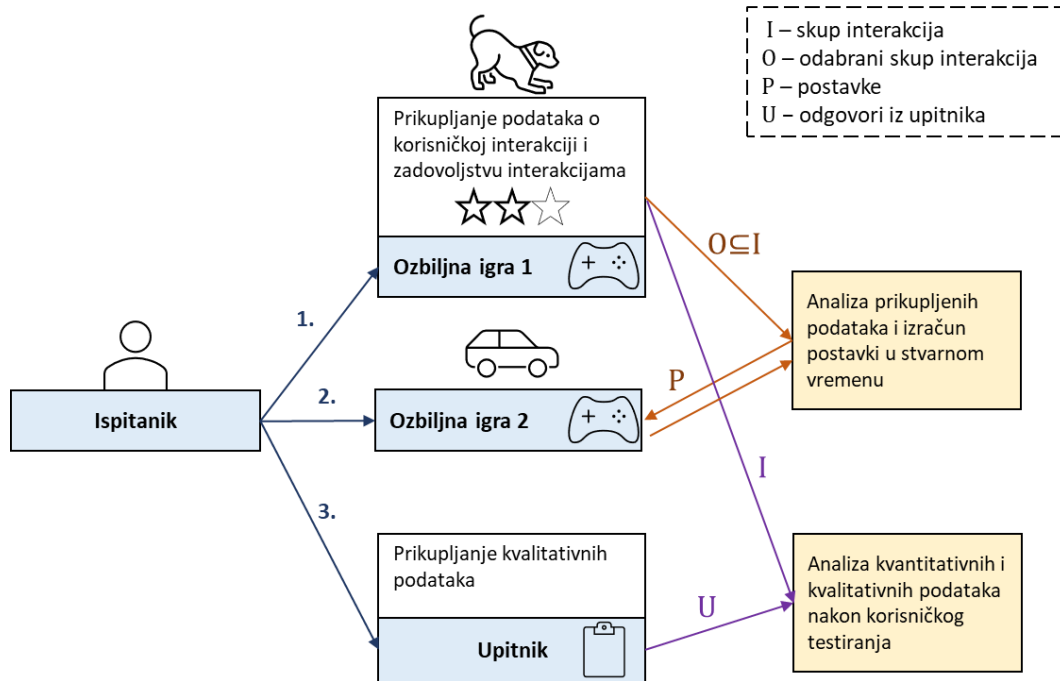 I – skup interakcija
O – odabrani skup interakcija
P – postavke
U – odgovori iz upitnika
Prikupljanje podataka o
korisničkoj interakciji i
zadovoljstvu interakcijama
Ozbiljna igra 1
O⊆I
Analiza prikupljenih
podataka i izračun
postavki u stvarnom
vremenu
1.
P
2.
Ispitanik
Ozbiljna igra 2
I
3.
Prikupljanje kvalitativnih
podataka
Upitnik
U
Analiza kvantitativnih i
kvalitativnih podataka
nakon korisničkog
testiranja